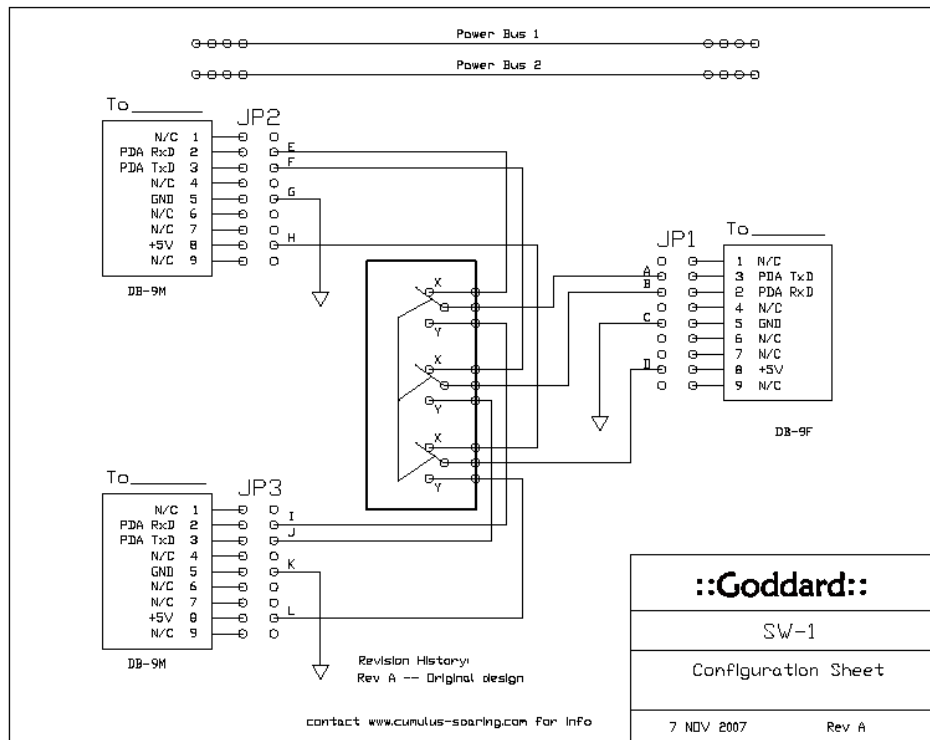 Power Bus 1
Power Bus 2
To________
JP2
N/C 1
PDA RxD 2
PDA TxD 3
N/C 4
GND 5
N/C 6
N/C 7
+5V 8
N/C 9
DB-9M
E
F
G
H
To________
JP1
A
B
C
D
1 N/C
3 PDA TxD
2 PDA RxD
4 N/C
5 GND
6 N/C
7 N/C
8 +5V
9 N/C
DB-9F
X
Y
X
Y
X
Y
To________
JP3
N/C 1
PDA RxD 2
PDA TxD 3
N/C 4
GND 5
N/C 6
N/C 7
+5V 8
N/C 9
DB-9M
I
J
K
L
Revision History:
Rev A -- Original design
contact www.cumulus-soaring.com for info
::Goddard::
SW-1
Configuration Sheet
7 NOV 2007 Rev A